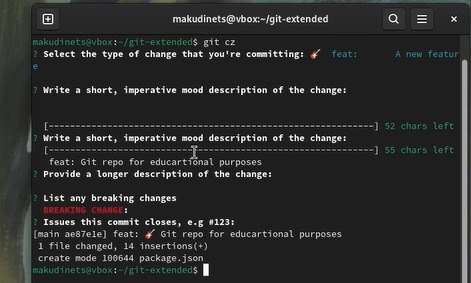 makudinets@vbox:~/git-extended
makudinets@vbox:~/git-extended$ git cz
? Select the type of change that you're committing: 🎸  feat:       A new featur
e
? Write a short, imperative mood description of the change:
[-------------------------------------------------------------] 52 chars left
? Write a short, imperative mood description of the change:
[-------------------------------------------------------------] 55 chars left
feat: Git repo for educartional purposes
? Provide a longer description of the change:
? List any breaking changes
BREAKING CHANGE:
? Issues this commit closes, e.g #123:
[main ae87e1e] feat: 🎸 Git repo for educartional purposes
1 file changed, 14 insertions(+)
create mode 100644 package.json
makudinets@vbox:~/git-extended$